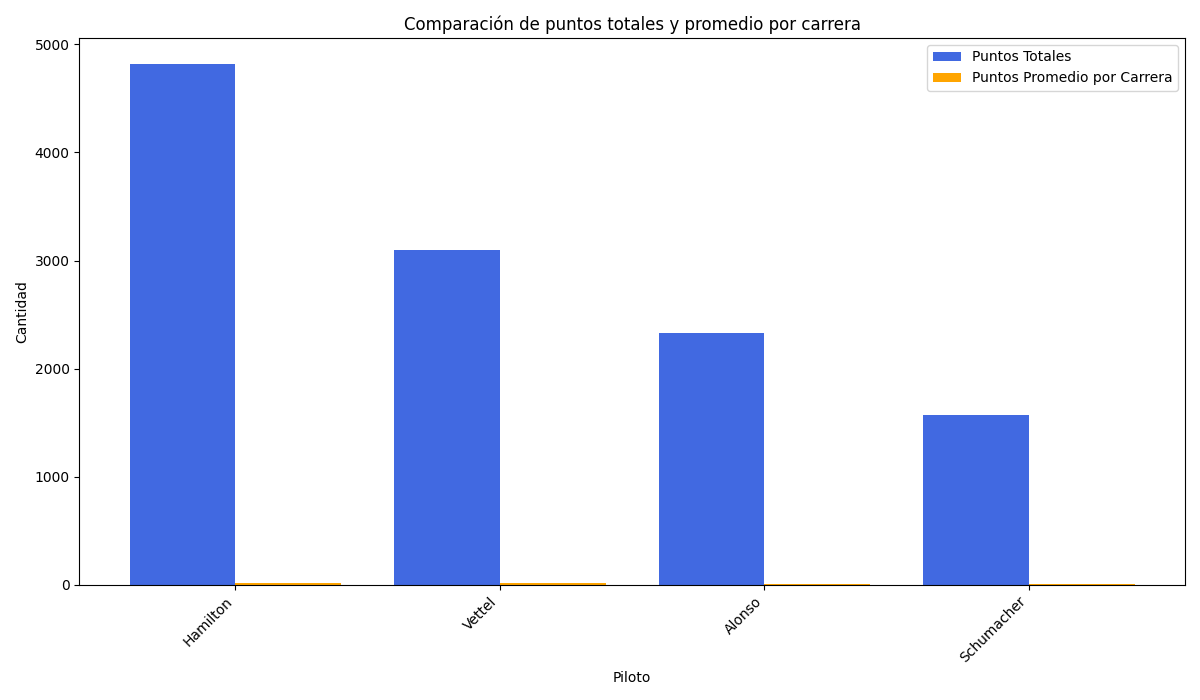 Comparación de puntos totales y promedio por carrera
Puntos Totales
Puntos Promedio por Carrera
Cantidad
5000
4000
3000
2000
1000
0
Hamilton
Vettel
Alonso
Schumacher
Piloto